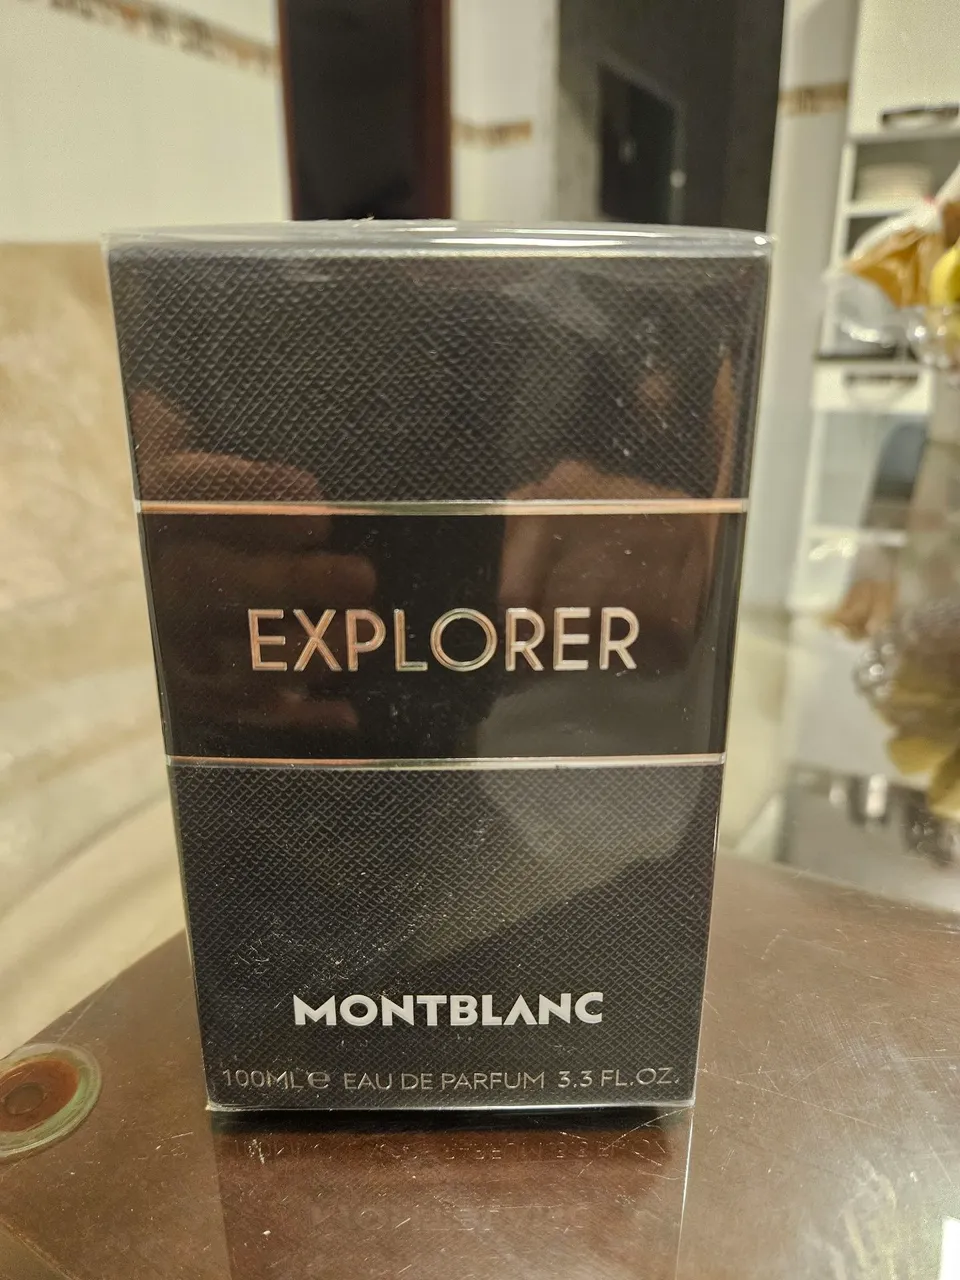 EXPLORER
MONTBLANC
100ML ℮ EAU DE PARFUM 3.3 FL.OZ.